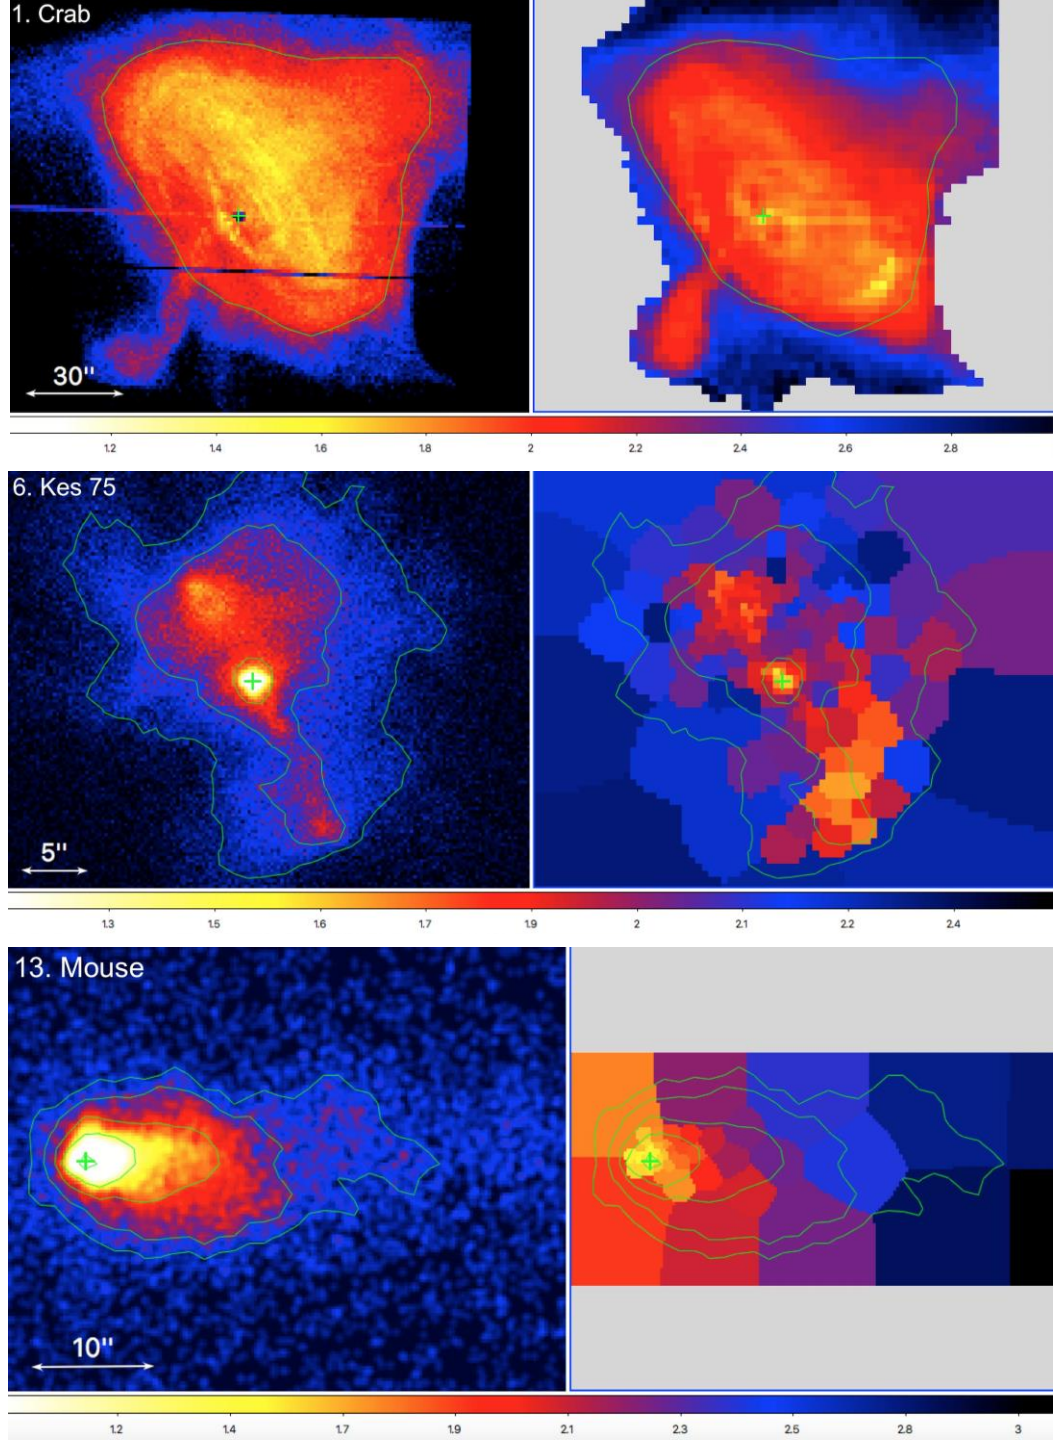 1. Crab
30"
1.2 1.4 1.6 1.8 2 2.2 2.4 2.6 2.8
6. Kes 75
5"
1.3 1.5 1.6 1.7 1.9 2 2.1 2.2 2.4
13. Mouse
10"
1.2 1.4 1.7 1.9 2.1 2.3 2.5 2.8 3